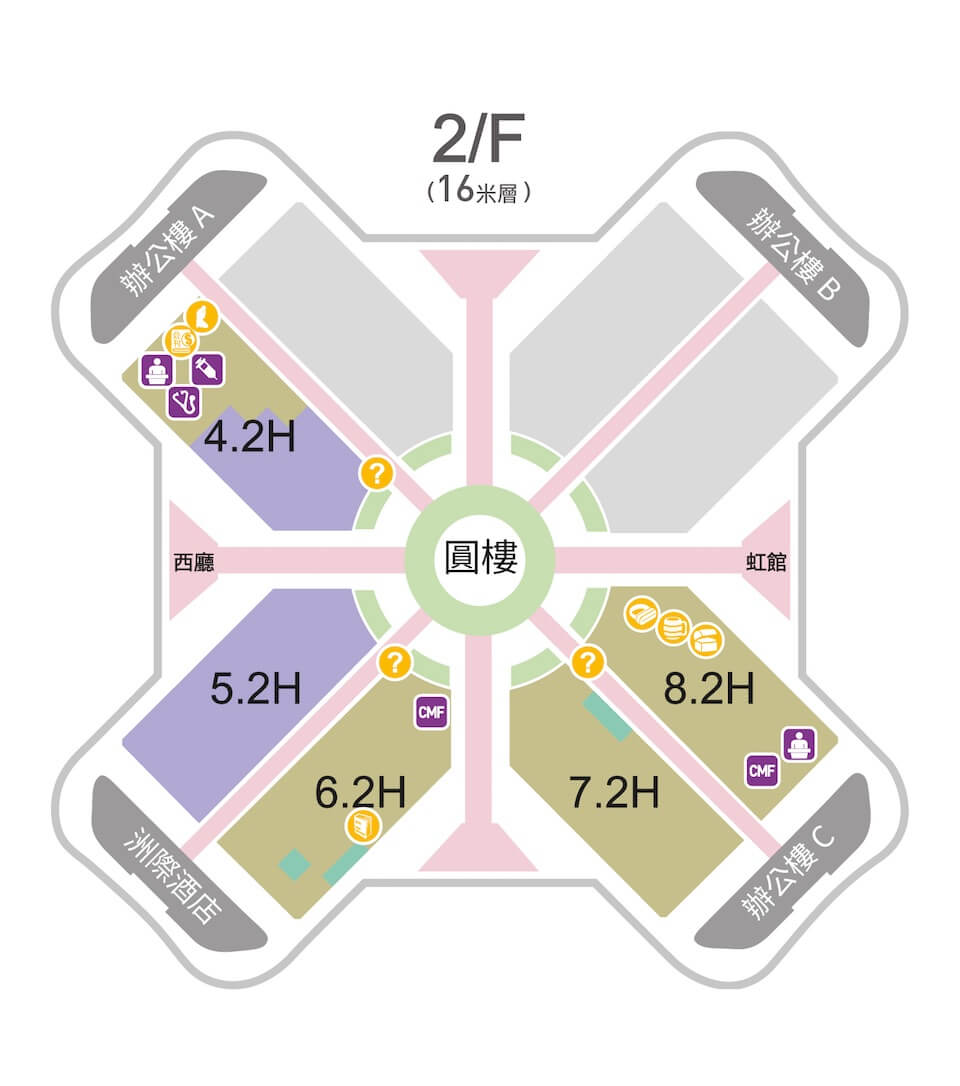 2/F
（16米層）
辦公樓 A
辦公樓 B
4.2H
?
西廳
圓樓
虹館
?
?
5.2H
8.2H
CMF
CMF
6.2H
7.2H
洲際酒店
辦公樓 C